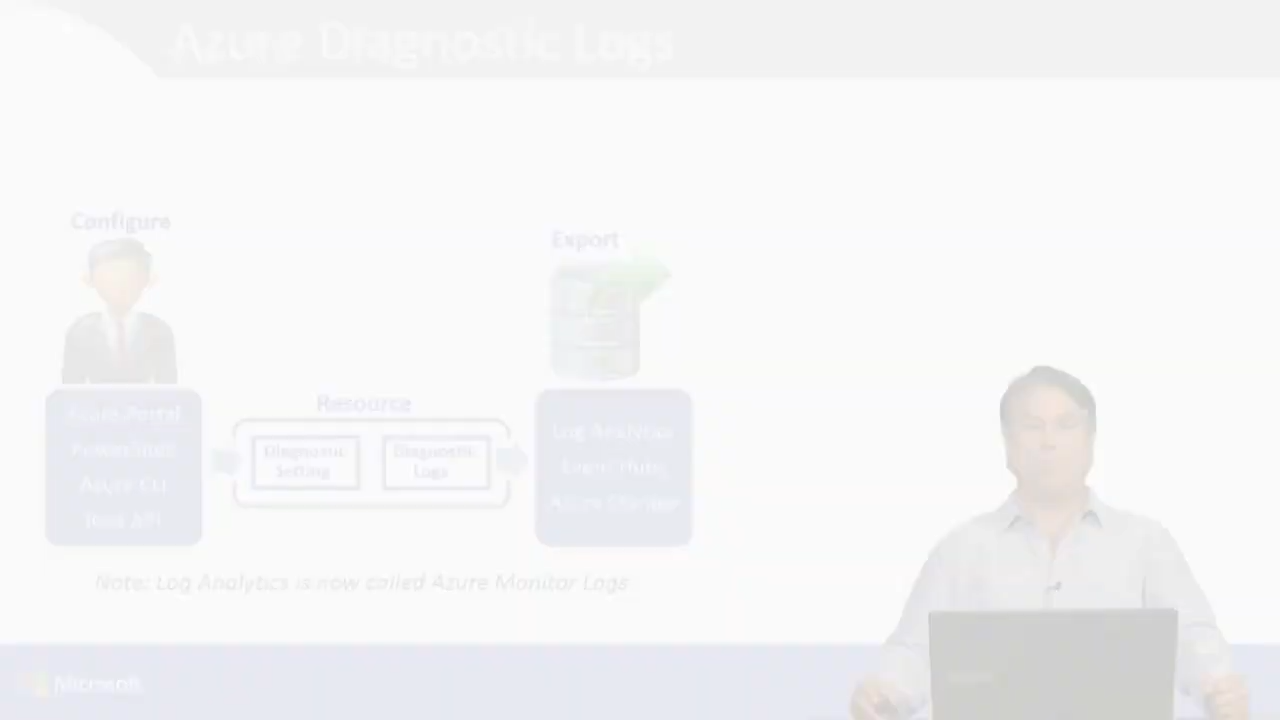 Azure Diagnostic Logs
Configure
Export
Azure Portal
PowerShell
Azure CLI
Rest API
Resource
Diagnostic
Setting
Diagnostic
Logs
Log Analytics
Event Hubs
Azure Storage
Note: Log Analytics is now called Azure Monitor Logs
Microsoft